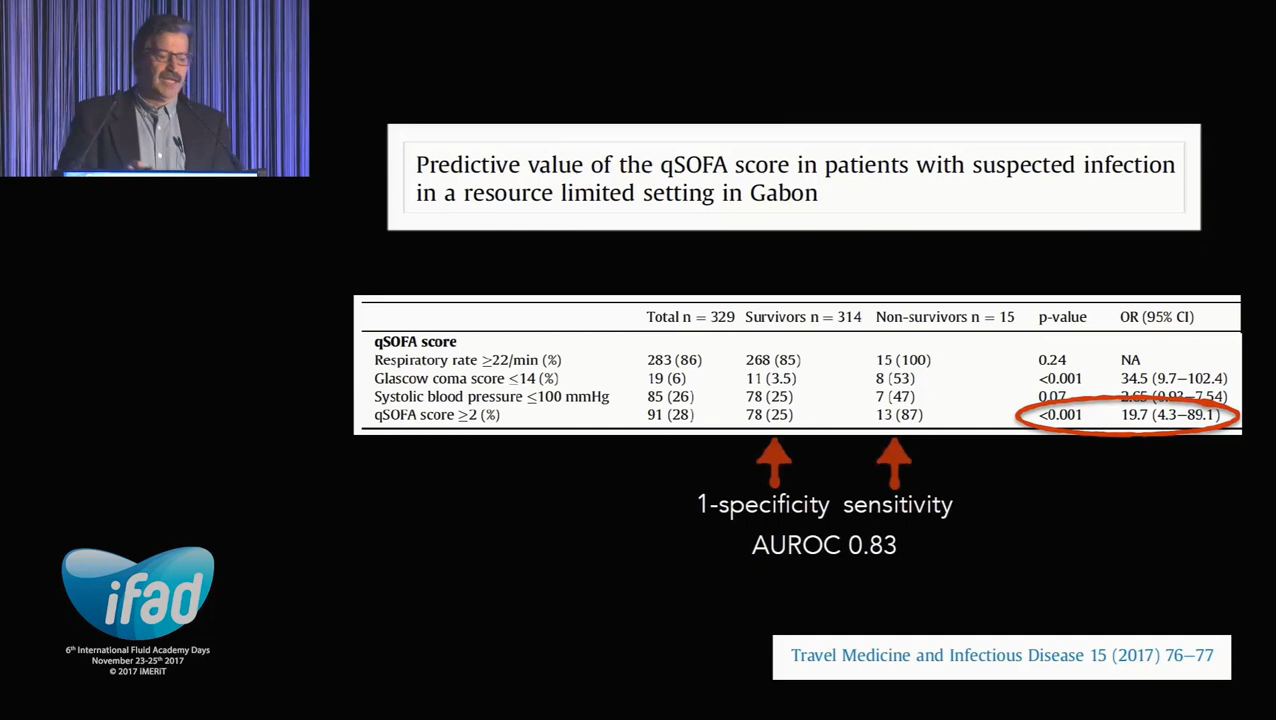 Predictive value of the qSOFA score in patients with suspected infection
in a resource limited setting in Gabon
Total n = 329 Survivors n = 314 Non-survivors n = 15 p-value OR (95% CI)
qSOFA score
Respiratory rate ≥22/min (%) 283 (86) 268 (85) 15 (100) 0.24 NA
Glascow coma score ≤14 (%) 19 (6) 11 (3.5) 8 (53) <0.001 34.5 (9.7–102.4)
Systolic blood pressure ≤100 mmHg 85 (26) 78 (25) 7 (47) 0.07 2.65 (0.93–7.54)
qSOFA score ≥2 (%) 91 (28) 78 (25) 13 (87) <0.001 19.7 (4.3–89.1)
1-specificity sensitivity
AUROC 0.83
ifad
6th International Fluid Academy Days
November 23-25th 2017
© 2017 iMERiT
Travel Medicine and Infectious Disease 15 (2017) 76–77